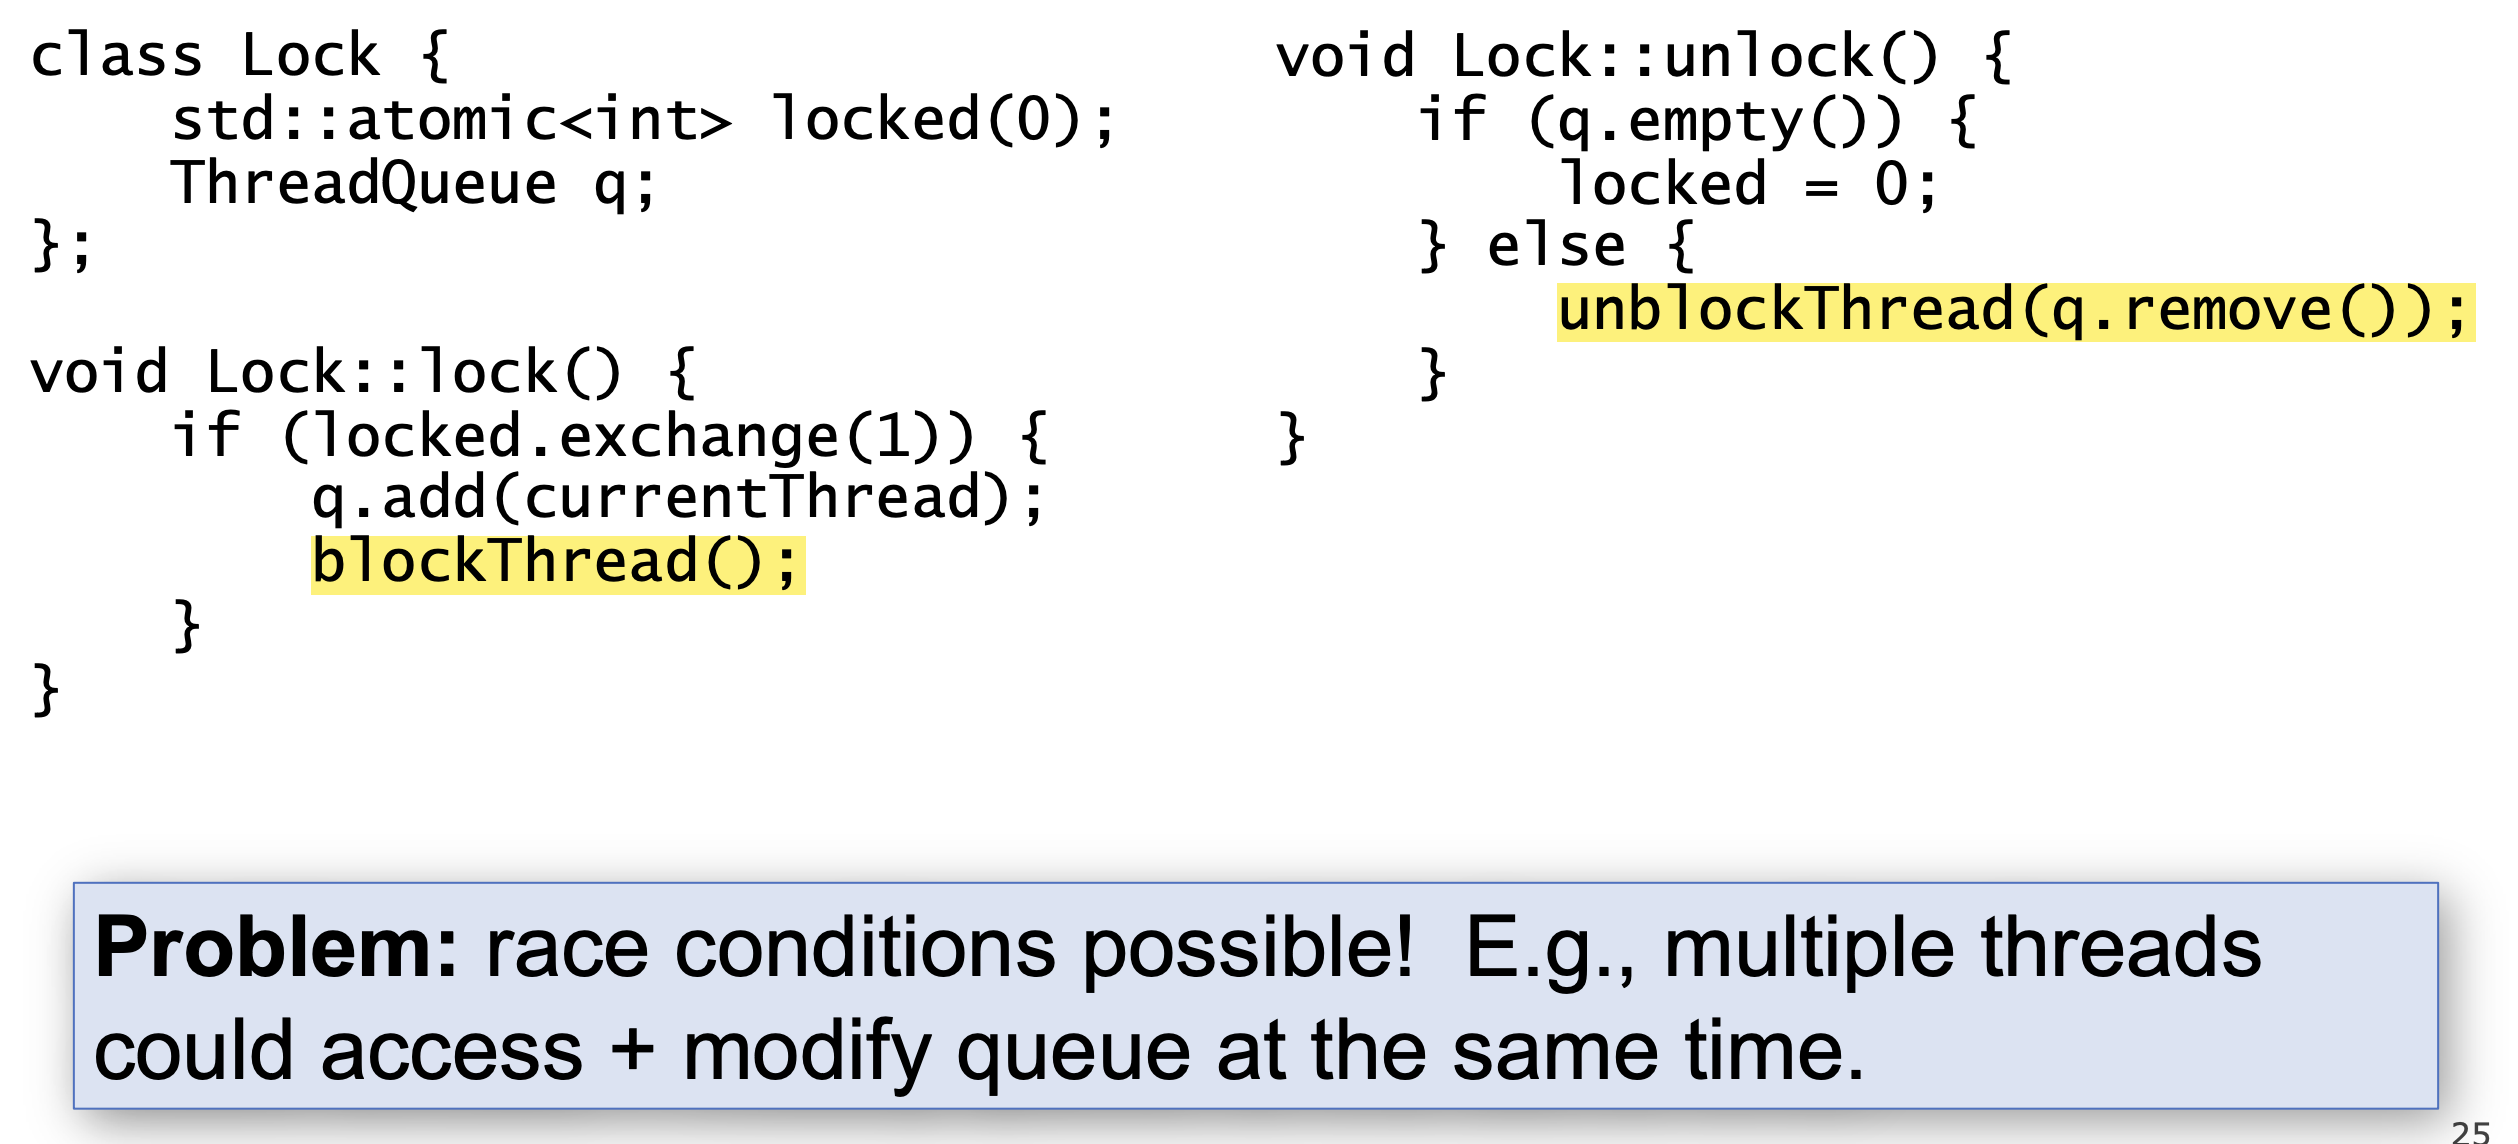 class Lock {
    std::atomic<int> locked(0);
    ThreadQueue q;
};

void Lock::lock() {
    if (locked.exchange(1)) {
        q.add(currentThread);
        blockThread();
    }
}
void Lock::unlock() {
    if (q.empty()) {
        locked = 0;
    } else {
        unblockThread(q.remove());
    }
}
Problem: race conditions possible!  E.g., multiple threads
could access + modify queue at the same time.
25